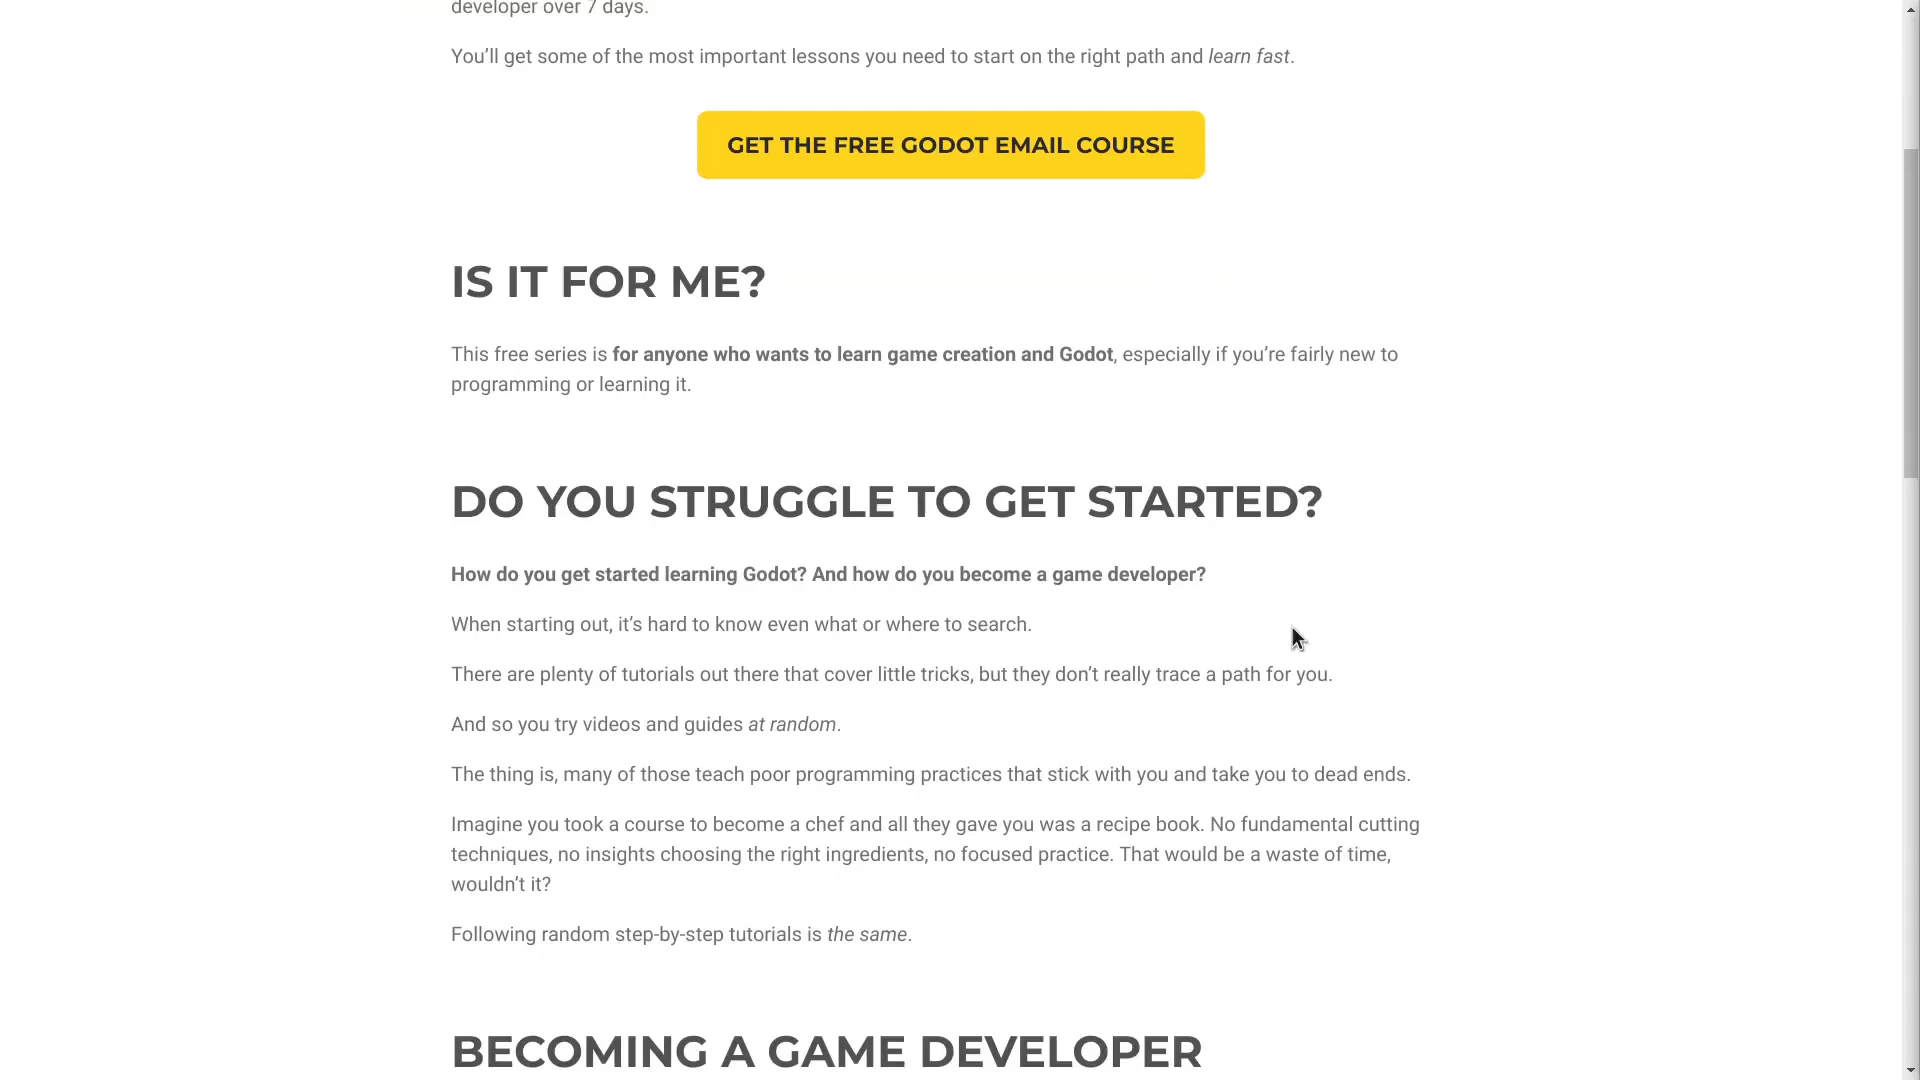 developer over 7 days.
You’ll get some of the most important lessons you need to start on the right path and learn fast.
GET THE FREE GODOT EMAIL COURSE
IS IT FOR ME?
This free series is for anyone who wants to learn game creation and Godot, especially if you’re fairly new to
programming or learning it.
DO YOU STRUGGLE TO GET STARTED?
How do you get started learning Godot? And how do you become a game developer?
When starting out, it’s hard to know even what or where to search.
There are plenty of tutorials out there that cover little tricks, but they don’t really trace a path for you.
And so you try videos and guides at random.
The thing is, many of those teach poor programming practices that stick with you and take you to dead ends.
Imagine you took a course to become a chef and all they gave you was a recipe book. No fundamental cutting
techniques, no insights choosing the right ingredients, no focused practice. That would be a waste of time,
wouldn’t it?
Following random step-by-step tutorials is the same.
BECOMING A GAME DEVELOPER